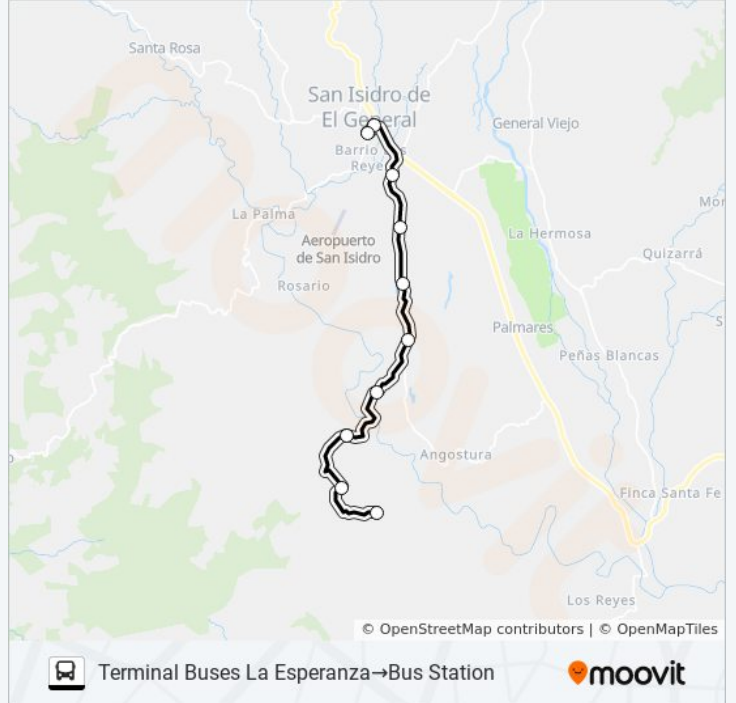 Santa Rosa
San Isidro de
El General
General Viejo
Barrio
Reyes
La Palma
Mor
Aeropuerto
de San Isidro
La Hermosa
Quizarrá
Rosario
S
Palmares
Peñas Blancas
o
Angostura
Finca Santa Fe
Los Reyes
© OpenStreetMap contributors | © OpenMapTiles
Terminal Buses La Esperanza→Bus Station
moovit